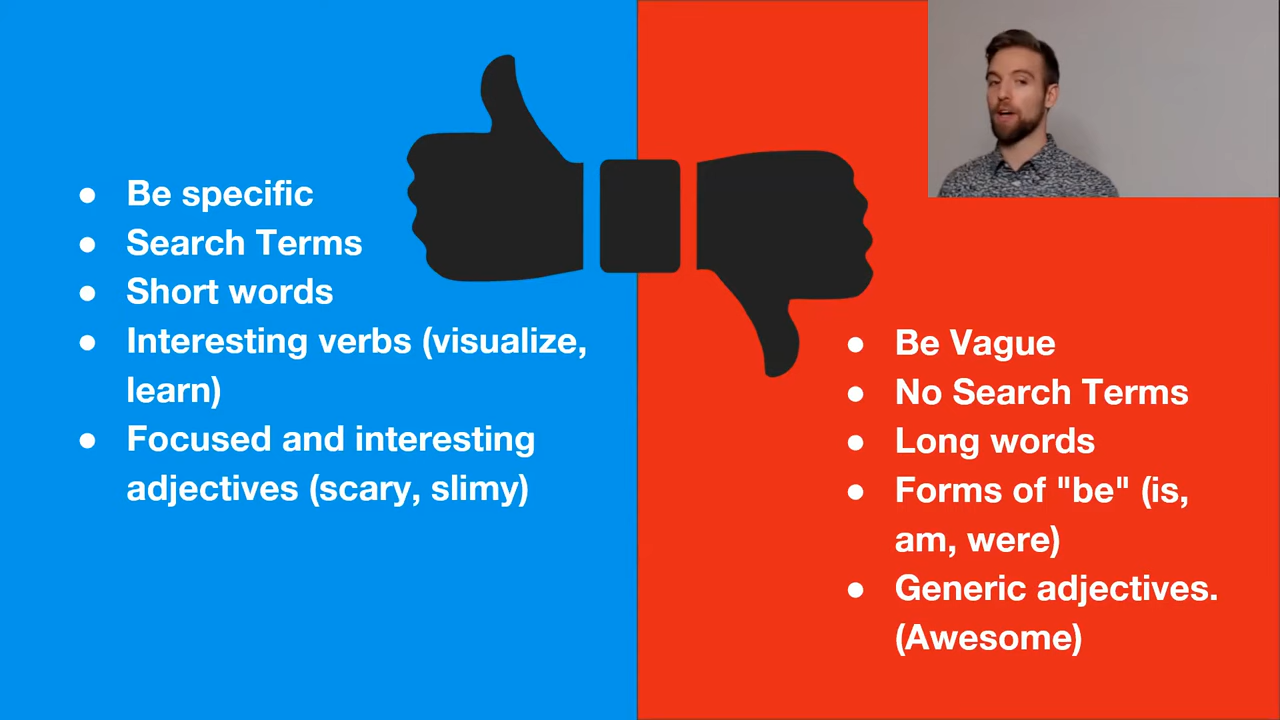 ● Be specific
● Search Terms
● Short words
● Interesting verbs (visualize,
learn)
● Focused and interesting
adjectives (scary, slimy)
● Be Vague
● No Search Terms
● Long words
● Forms of "be" (is,
am, were)
● Generic adjectives.
(Awesome)